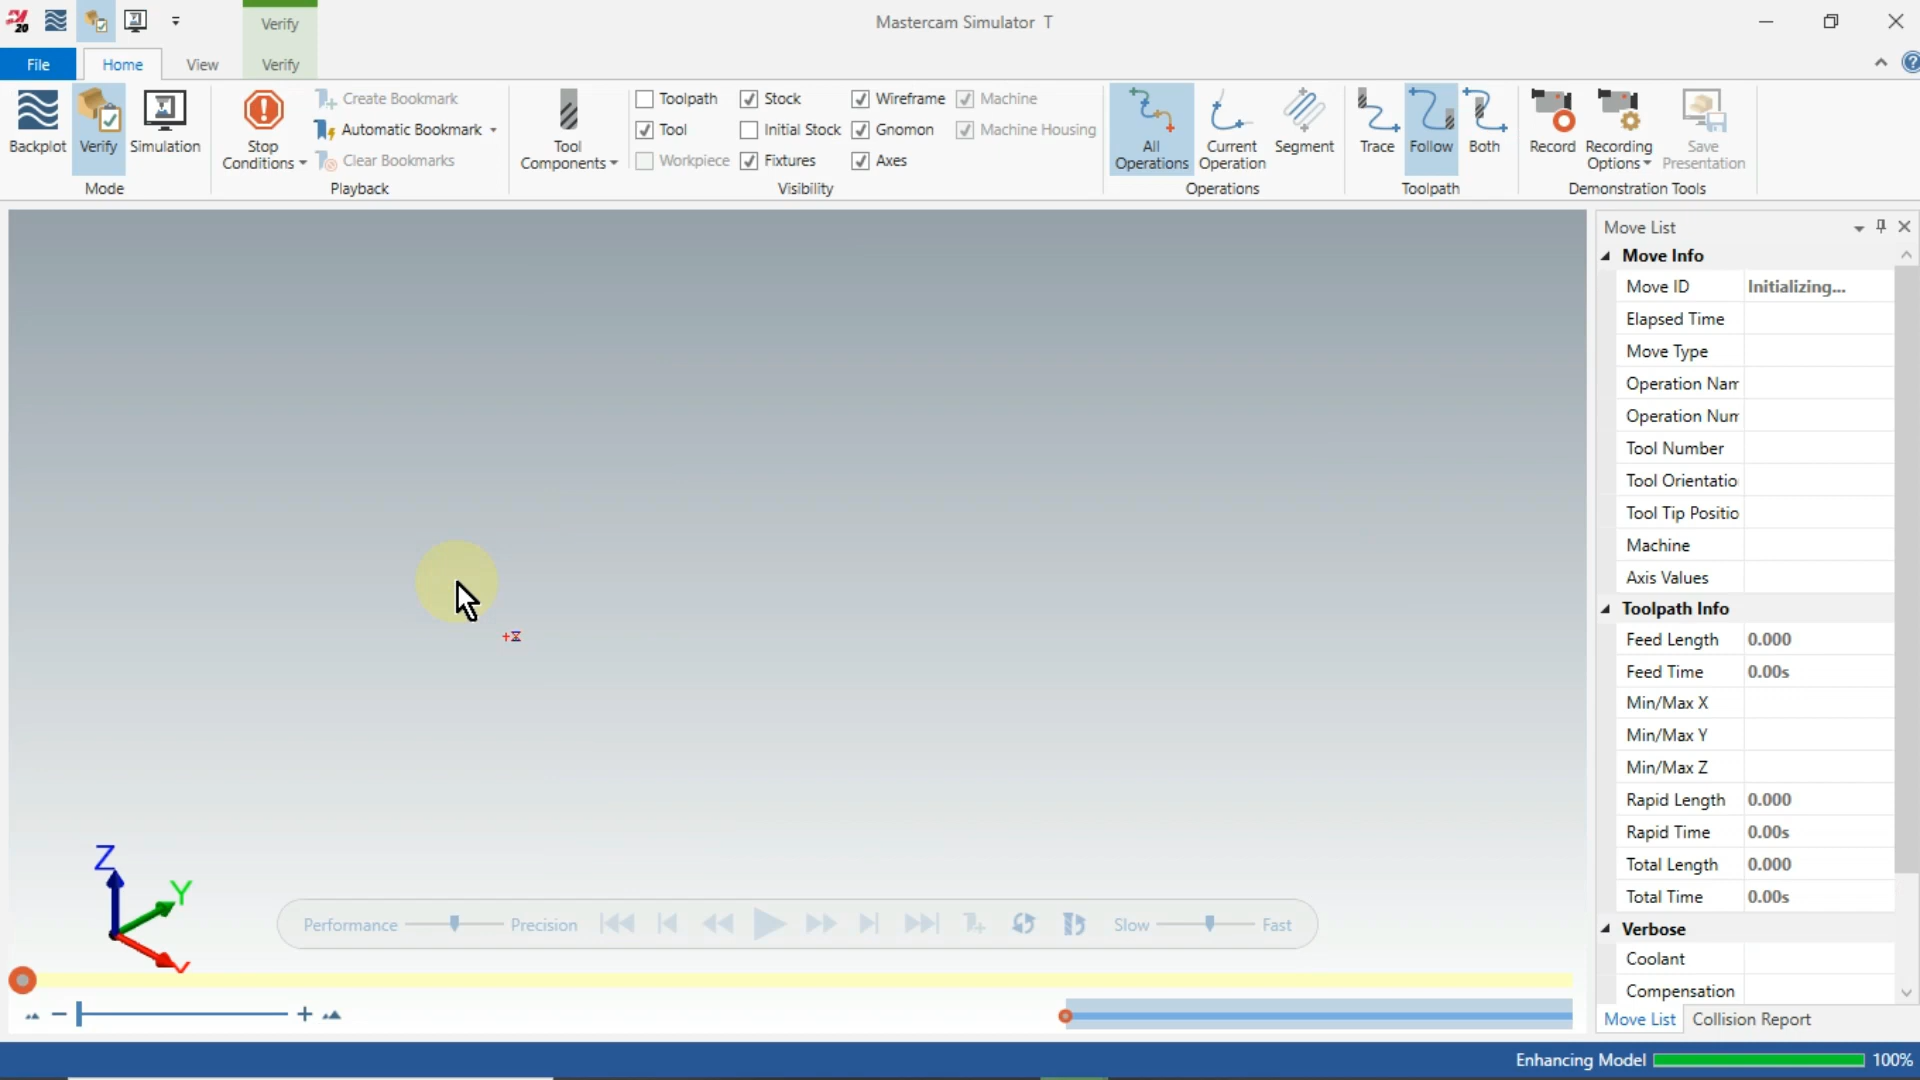 20
Verify
Mastercam Simulator T
File
Home
View
Verify
Backplot
Verify
Simulation
Mode
Stop
Conditions
Create Bookmark
Automatic Bookmark
Clear Bookmarks
Playback
Tool
Components
Toolpath
Stock
Wireframe
Machine
Tool
Initial Stock
Gnomon
Machine Housing
Workpiece
Fixtures
Axes
Visibility
All
Operations
Current
Operation
Segment
Operations
Trace
Follow
Both
Toolpath
Record
Recording
Options
Save
Presentation
Demonstration Tools
Move List
Move Info
Move ID Initializing...
Elapsed Time
Move Type
Operation Nam
Operation Num
Tool Number
Tool Orientatio
Tool Tip Positio
Machine
Axis Values
Toolpath Info
Feed Length 0.000
Feed Time 0.00s
Min/Max X
Min/Max Y
Min/Max Z
Rapid Length 0.000
Rapid Time 0.00s
Total Length 0.000
Total Time 0.00s
Verbose
Coolant
Compensation
Move List
Collision Report
Z
Y
Performance
Precision
Slow
Fast
Enhancing Model 100%